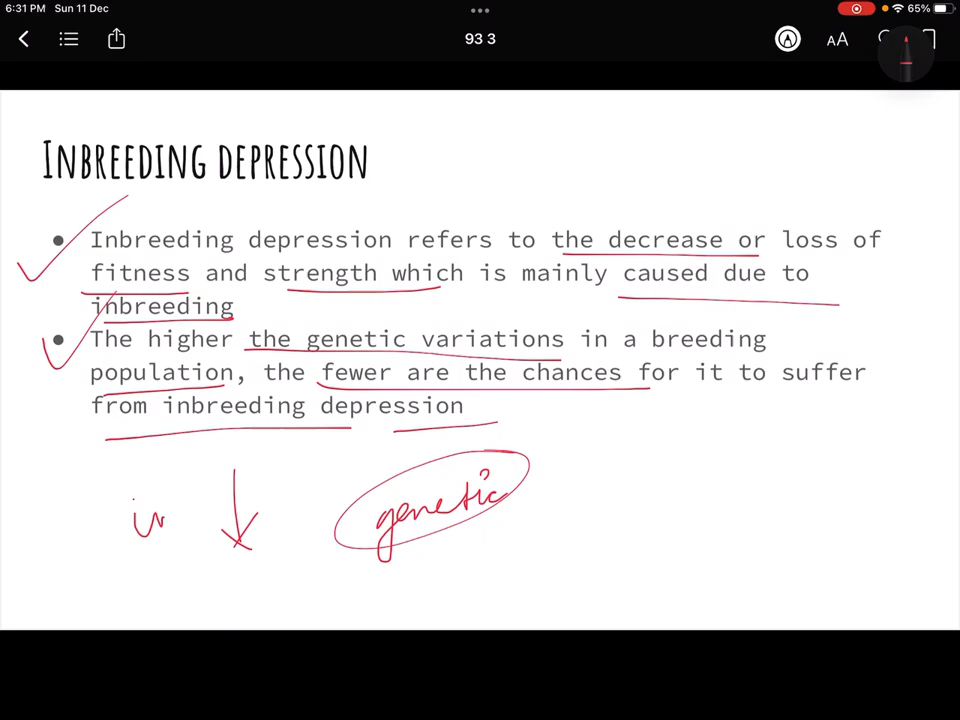 6:31 PM Sun 11 Dec
65%
93 3
AA
INBREEDING DEPRESSION
• Inbreeding depression refers to the decrease or loss of
fitness and strength which is mainly caused due to
inbreeding
• The higher the genetic variations in a breeding
population, the fewer are the chances for it to suffer
from inbreeding depression
genetic